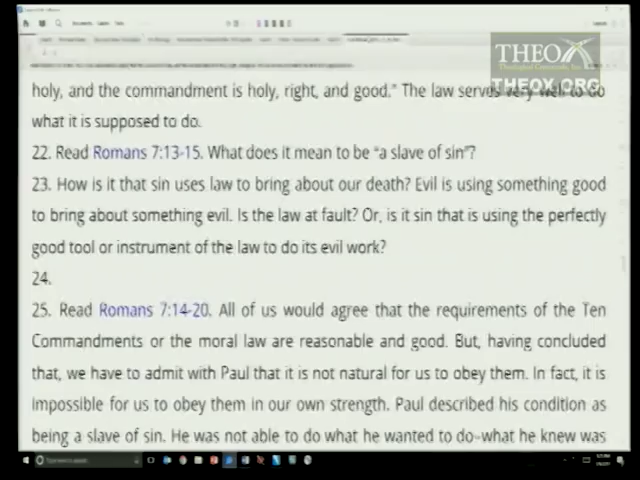 THEOX
THEOX.ORG
holy, and the commandment is holy, right, and good." The law serves very well to do
what it is supposed to do.
22. Read Romans 7:13-15. What does it mean to be "a slave of sin"?
23. How is it that sin uses law to bring about our death? Evil is using something good
to bring about something evil. Is the law at fault? Or, is it sin that is using the perfectly
good tool or instrument of the law to do its evil work?
24.
25. Read Romans 7:14-20. All of us would agree that the requirements of the Ten
Commandments or the moral law are reasonable and good. But, having concluded
that, we have to admit with Paul that it is not natural for us to obey them. In fact, it is
impossible for us to obey them in our own strength. Paul described his condition as
being a slave of sin. He was not able to do what he wanted to do–what he knew was